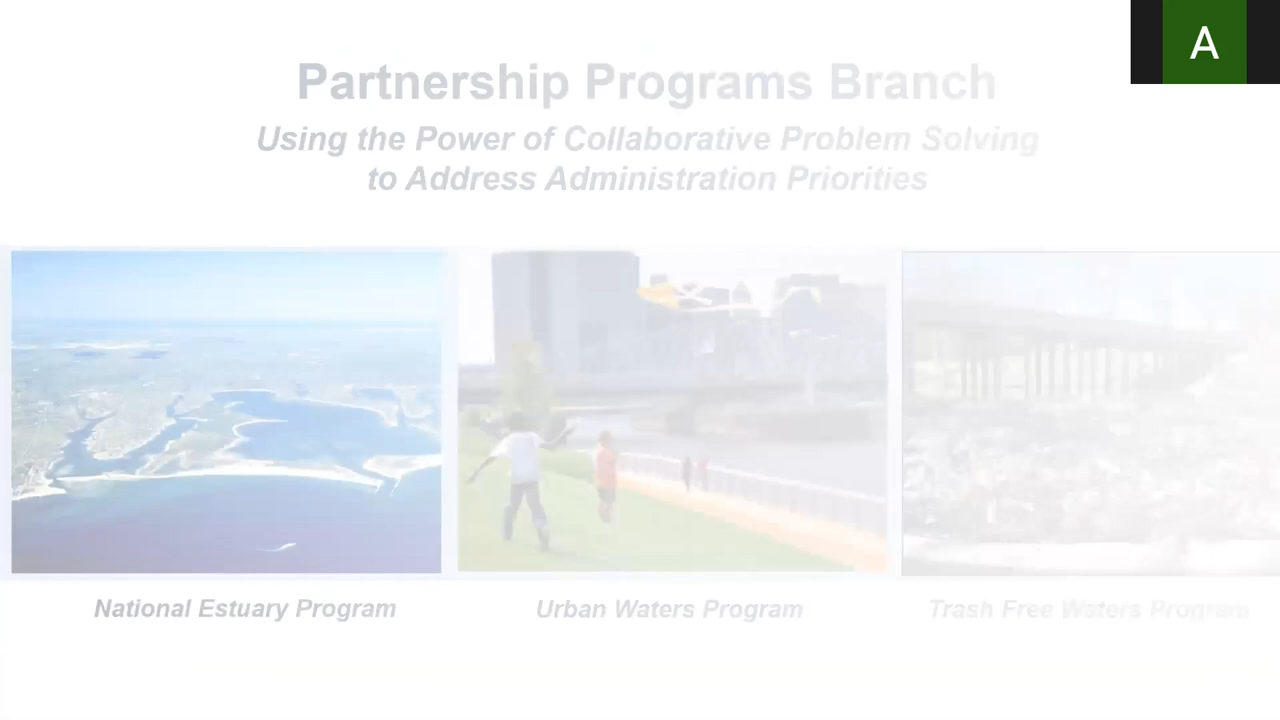 A
Partnership Programs Branch
Using the Power of Collaborative Problem Solving
to Address Administration Priorities
National Estuary Program
Urban Waters Program
Trash Free Waters Program